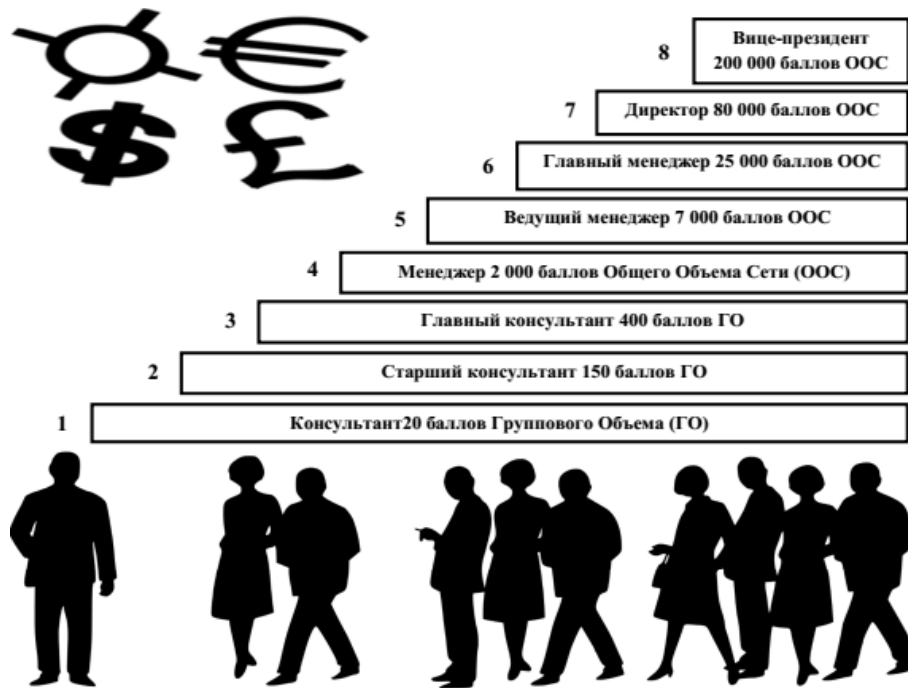 8
Вице-президент
200 000 баллов ООС
7
Директор 80 000 баллов ООС
6
Главный менеджер 25 000 баллов ООС
5
Ведущий менеджер 7 000 баллов ООС
4
Менеджер 2 000 баллов Общего Объема Сети (ООС)
3
Главный консультант 400 баллов ГО
2
Старший консультант 150 баллов ГО
1
Консультант20 баллов Группового Объема (ГО)